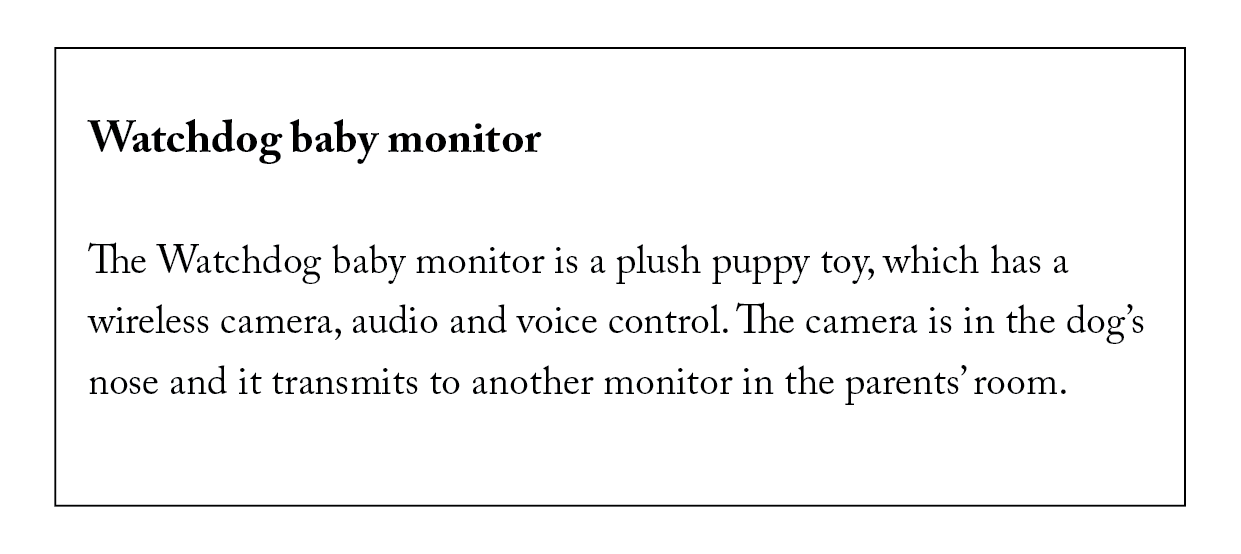 Watchdog baby monitor
The Watchdog baby monitor is a plush puppy toy, which has a
wireless camera, audio and voice control. The camera is in the dog’s
nose and it transmits to another monitor in the parents’ room.